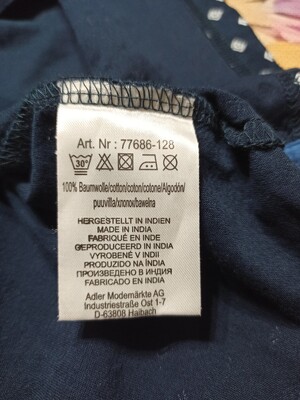 Art. Nr : 77686-128
30°
100% Baumwolle/cotton/coton/cotone/Algodón/
puuvilla/хлопок/bawełna
HERGESTELLT IN INDIEN
MADE IN INDIA
FABRIQUÉ EN INDE
GEPRODUCEERD IN INDIA
VYROBENÉ V INDII
PRODUZIDO NA ÍNDIA
ПРОИЗВЕДЕНО В ИНДИЯ
FABRICADO EN INDIA
Adler Modemärkte AG
Industriestraße Ost 1-7
D-63808 Haibach